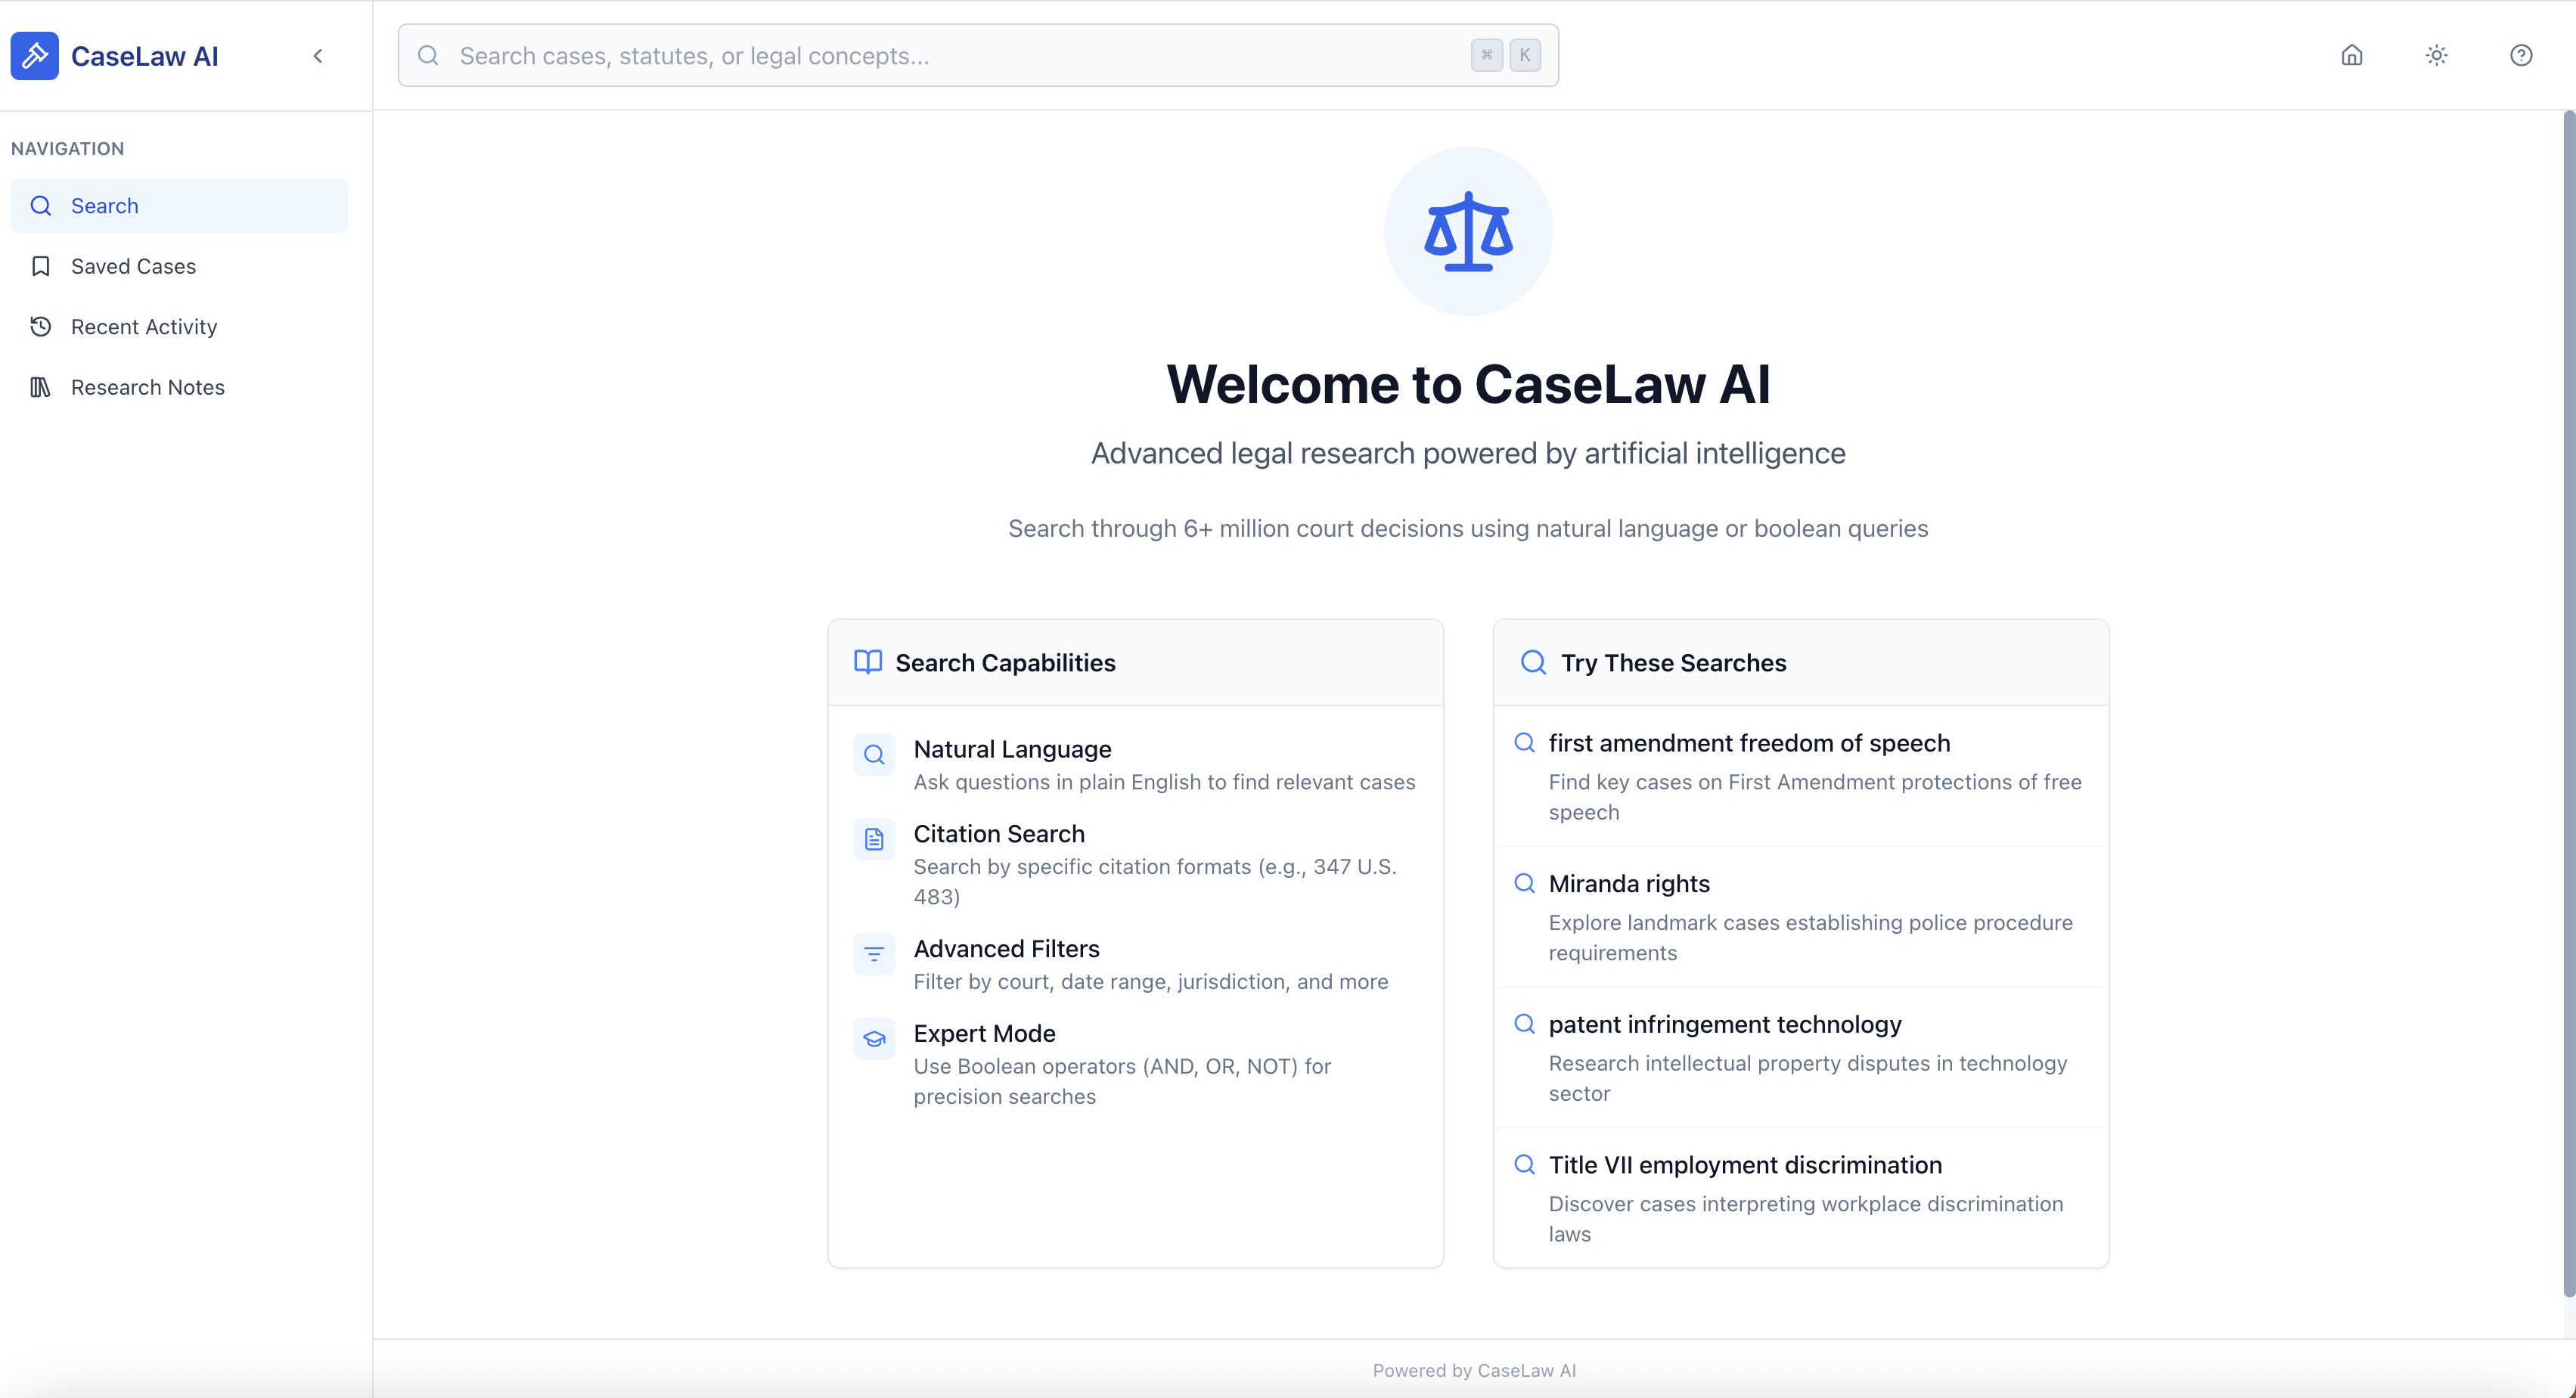 CaseLaw AI
Search cases, statutes, or legal concepts...
⌘ K
NAVIGATION
Search
Saved Cases
Recent Activity
Research Notes
Welcome to CaseLaw AI
Advanced legal research powered by artificial intelligence
Search through 6+ million court decisions using natural language or boolean queries
Search Capabilities
Natural Language
Ask questions in plain English to find relevant cases
Citation Search
Search by specific citation formats (e.g., 347 U.S.
483)
Advanced Filters
Filter by court, date range, jurisdiction, and more
Expert Mode
Use Boolean operators (AND, OR, NOT) for
precision searches
Try These Searches
first amendment freedom of speech
Find key cases on First Amendment protections of free
speech
Miranda rights
Explore landmark cases establishing police procedure
requirements
patent infringement technology
Research intellectual property disputes in technology
sector
Title VII employment discrimination
Discover cases interpreting workplace discrimination
laws
Powered by CaseLaw AI